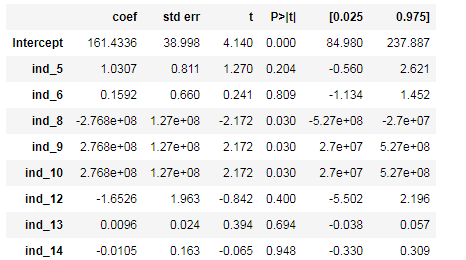 coef std err t P>|t| [0.025 0.975]
Intercept 161.4336 38.998 4.140 0.000 84.980 237.887
ind_5 1.0307 0.811 1.270 0.204 -0.560 2.621
ind_6 0.1592 0.660 0.241 0.809 -1.134 1.452
ind_8 -2.768e+08 1.27e+08 -2.172 0.030 -5.27e+08 -2.7e+07
ind_9 2.768e+08 1.27e+08 2.172 0.030 2.7e+07 5.27e+08
ind_10 2.768e+08 1.27e+08 2.172 0.030 2.7e+07 5.27e+08
ind_12 -1.6526 1.963 -0.842 0.400 -5.502 2.196
ind_13 0.0096 0.024 0.394 0.694 -0.038 0.057
ind_14 -0.0105 0.163 -0.065 0.948 -0.330 0.309